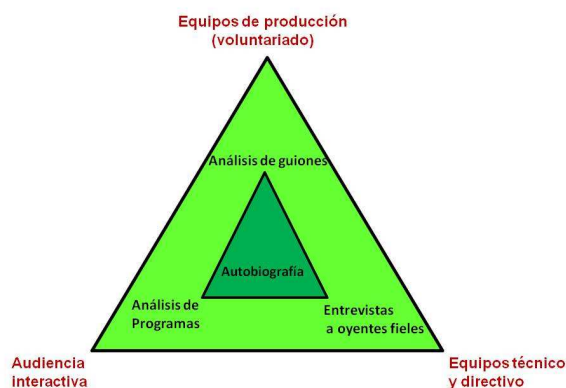 Equipos de producción
(voluntariado)
Análisis de guiones
Autobiografía
Análisis de
Programas
Entrevistas
a oyentes fieles
Audiencia
interactiva
Equipos técnico
y directivo